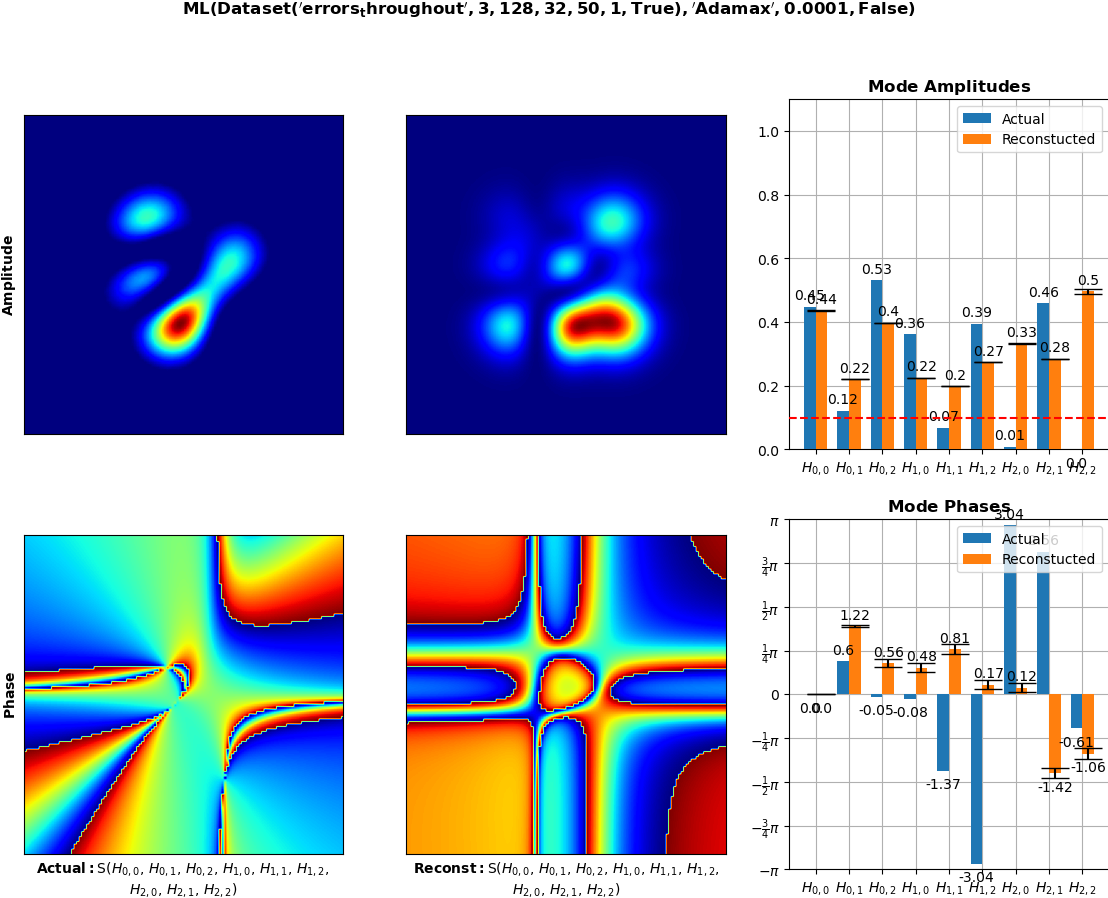 ML(Dataset('errors_throughout', 3, 128, 32, 50, 1, True), 'Adamax', 0.0001, False)
Amplitude
Mode Amplitudes
Actual
Reconstucted
1.0
0.8
0.6
0.4
0.2
0.0
0.45 0.44 0.12 0.22 0.53 0.4 0.36 0.22 0.07 0.2 0.39 0.27 0.01 0.33 0.46 0.28 0.0 0.5
H0,0 H0,1 H0,2 H1,0 H1,1 H1,2 H2,0 H2,1 H2,2
Phase
Mode Phases
Actual
Reconstucted
π
3/4π
1/2π
1/4π
0
−1/4π
−1/2π
−3/4π
−π
0.0 0.0 0.6 1.22 -0.05 0.56 -0.08 0.48 -1.37 0.81 -3.04 0.17 3.04 0.12 -1.42 -0.61 -1.06
H0,0 H0,1 H0,2 H1,0 H1,1 H1,2 H2,0 H2,1 H2,2
Actual: S(H0,0, H0,1, H0,2, H1,0, H1,1, H1,2,
H2,0, H2,1, H2,2)
Reconst: S(H0,0, H0,1, H0,2, H1,0, H1,1, H1,2,
H2,0, H2,1, H2,2)